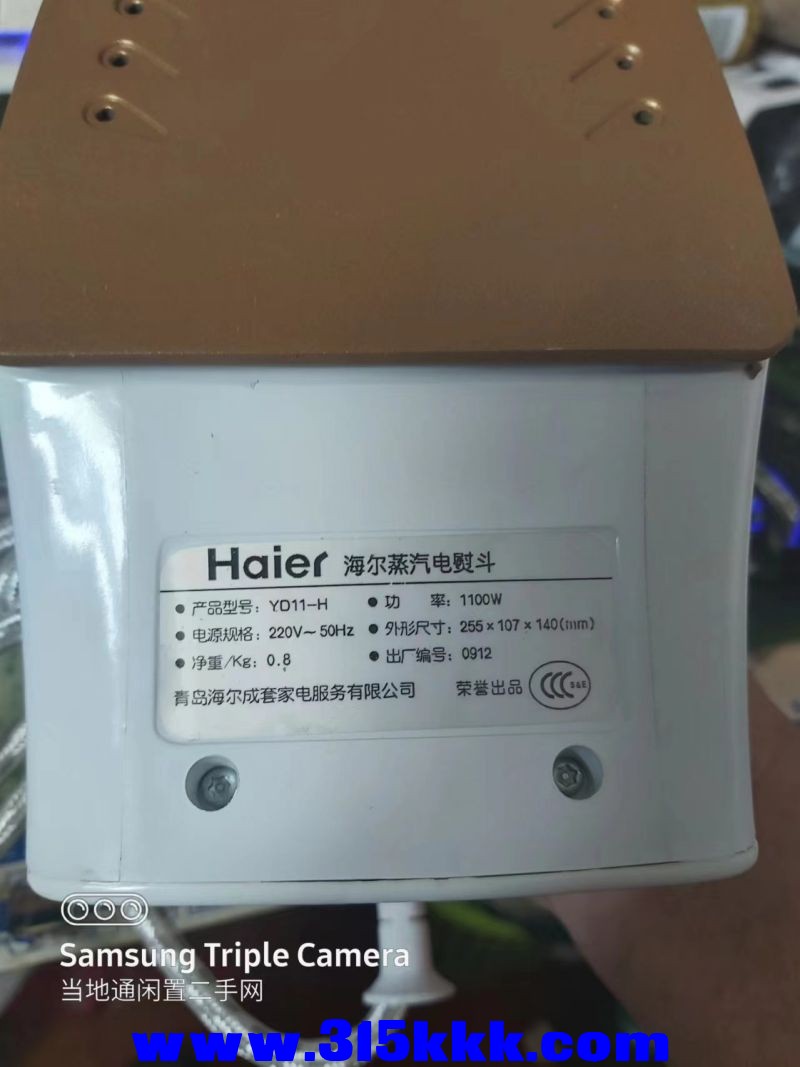 Haier 海尔蒸汽电熨斗
● 产品型号: YD11-H ● 功 率: 1100W
● 电源规格: 220V~50Hz ● 外形尺寸: 255×107×140(mm)
● 净重/Kg: 0.8 ● 出厂编号: 0912
青岛海尔成套家电服务有限公司 荣誉出品 CCC S&E
Samsung Triple Camera
当地通闲置二手网
www.315kkk.com